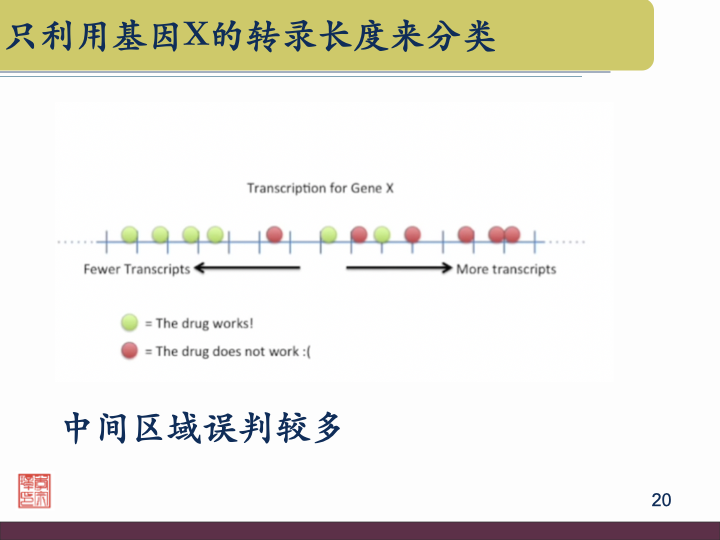 只利用基因X的转录长度来分类
Transcription for Gene X
Fewer Transcripts
More transcripts
= The drug works!
= The drug does not work :(
中间区域误判较多
20